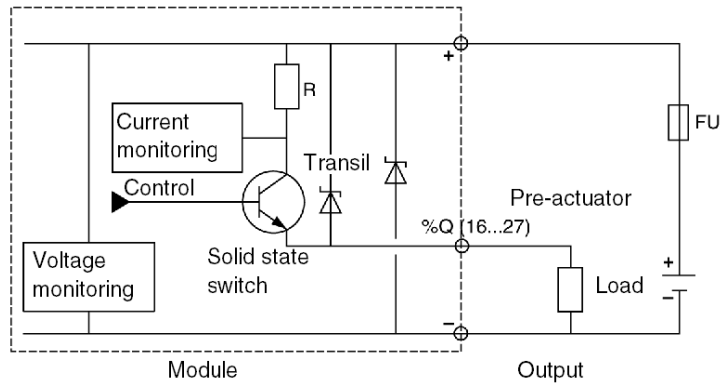 +
R
FU
Current
monitoring
Transil
Control
Pre-actuator
%Q (16...27)
Solid state
switch
Voltage
monitoring
+
Load
−
−
Module
Output